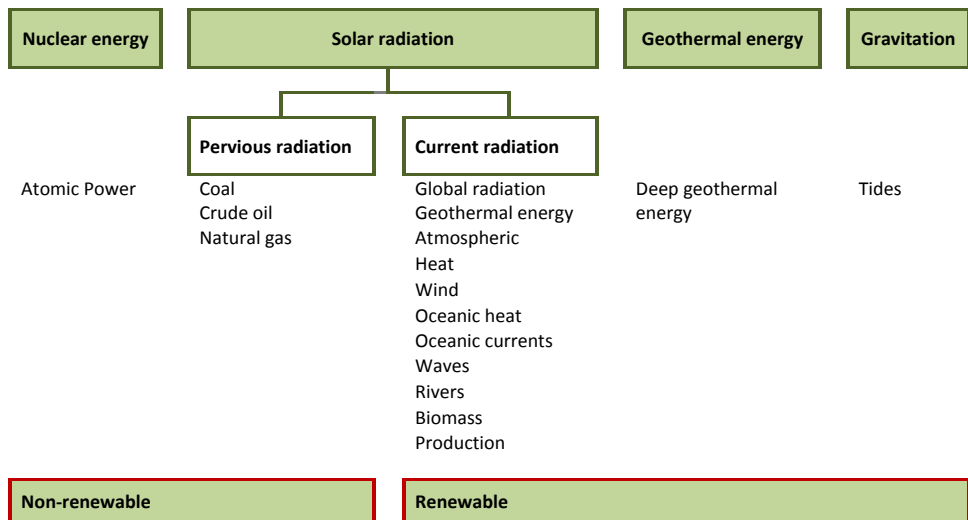 Nuclear energy
Solar radiation
Geothermal energy
Gravitation
Pervious radiation
Current radiation
Atomic Power
Coal
Crude oil
Natural gas
Global radiation
Geothermal energy
Atmospheric
Heat
Wind
Oceanic heat
Oceanic currents
Waves
Rivers
Biomass
Production
Deep geothermal
energy
Tides
Non-renewable
Renewable